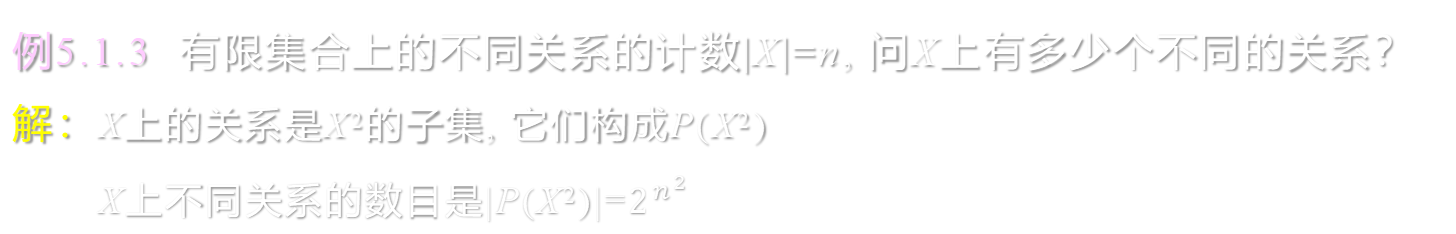 例5.1.3 有限集合上的不同关系的计数|X|=n, 问X上有多少个不同的关系?
解：X上的关系是X²的子集, 它们构成P(X²)
X上不同关系的数目是|P(X²)|=2^{n^2}